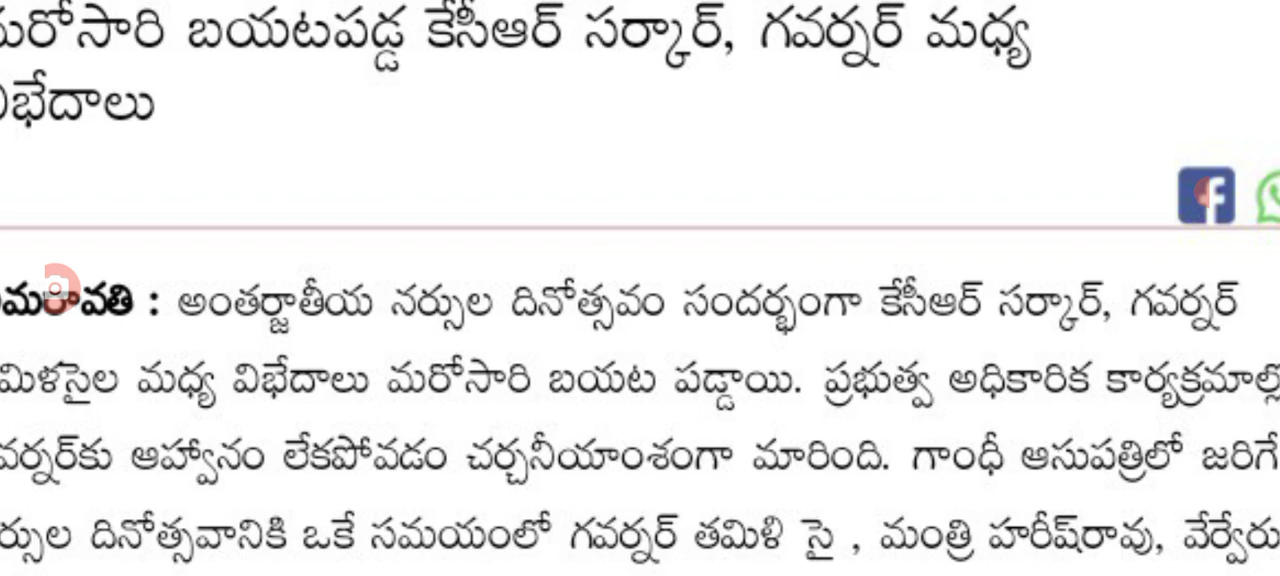 మరోసారి బయటపడ్డ కేసీఆర్ సర్కార్, గవర్నర్ మధ్య
విభేదాలు
అమరావతి : అంతర్జాతీయ నర్సుల దినోత్సవం సందర్భంగా కేసీఆర్ సర్కార్, గవర్నర్
తమిళసైల మధ్య విభేదాలు మరోసారి బయట పడ్డాయి. ప్రభుత్వ అధికారిక కార్యక్రమాల్లో
గవర్నర్‌కు ఆహ్వానం లేకపోవడం చర్చనీయాంశంగా మారింది. గాంధీ ఆసుపత్రిలో జరిగే
నర్సుల దినోత్సవానికి ఒకే సమయంలో గవర్నర్ తమిళి సై , మంత్రి హరీష్‌రావు, వేర్వేరు